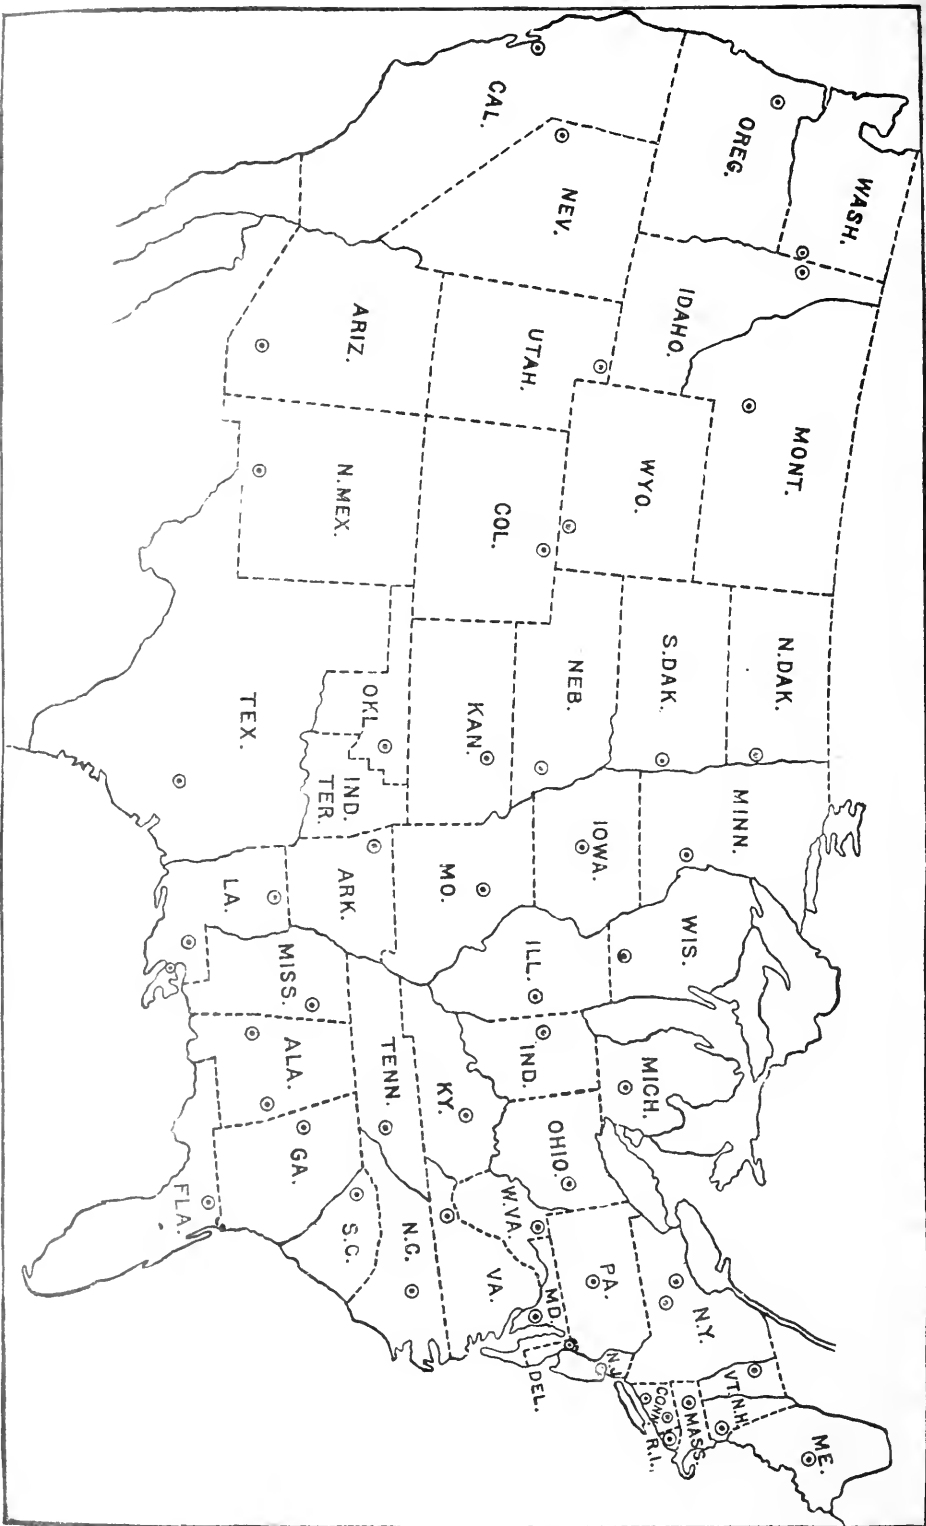 WASH.
OREG.
CAL.
NEV.
IDAHO.
MONT.
WYO.
UTAH.
ARIZ.
COL.
N.MEX.
N.DAK.
S.DAK.
NEB.
KAN.
OKL.
IND.
TER.
TEX.
MINN.
IOWA.
MO.
ARK.
LA.
WIS.
ILL.
MICH.
IND.
OHIO.
KY.
TENN.
MISS.
ALA.
GA.
FLA.
S.C.
N.C.
VA.
W.VA.
MD
DEL.
PA.
N.J.
N.Y.
VT.
N.H.
ME.
MASS.
CONN.
R.I.